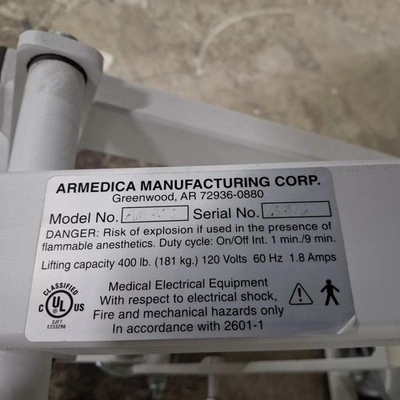 ARMEDICA MANUFACTURING CORP.
Greenwood, AR 72936-0880
Model No. Serial No.
DANGER: Risk of explosion if used in the presence of
flammable anesthetics. Duty cycle: On/Off Int. 1 min./9 min.
Lifting capacity 400 lb. (181 kg.) 120 Volts 60 Hz 1.8 Amps
CLASSIFIED
C UL US
Medical Electrical Equipment
With respect to electrical shock,
Fire and mechanical hazards only
In accordance with 2601-1